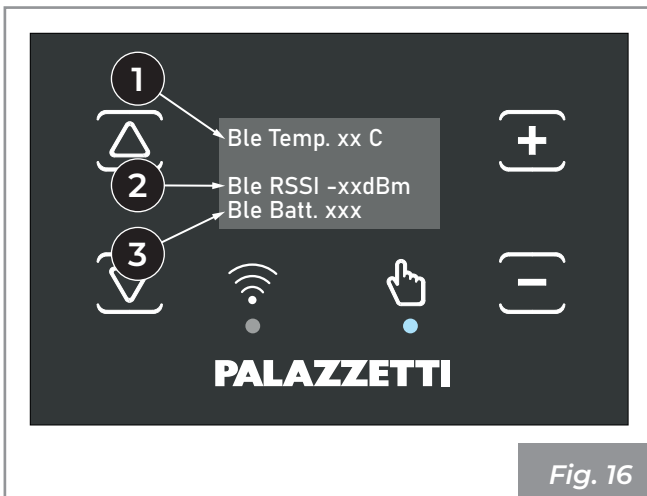 1
Ble Temp. xx C
2
Ble RSSI -xxdBm
Ble Batt. xxx
3
PALAZZETTI
Fig. 16